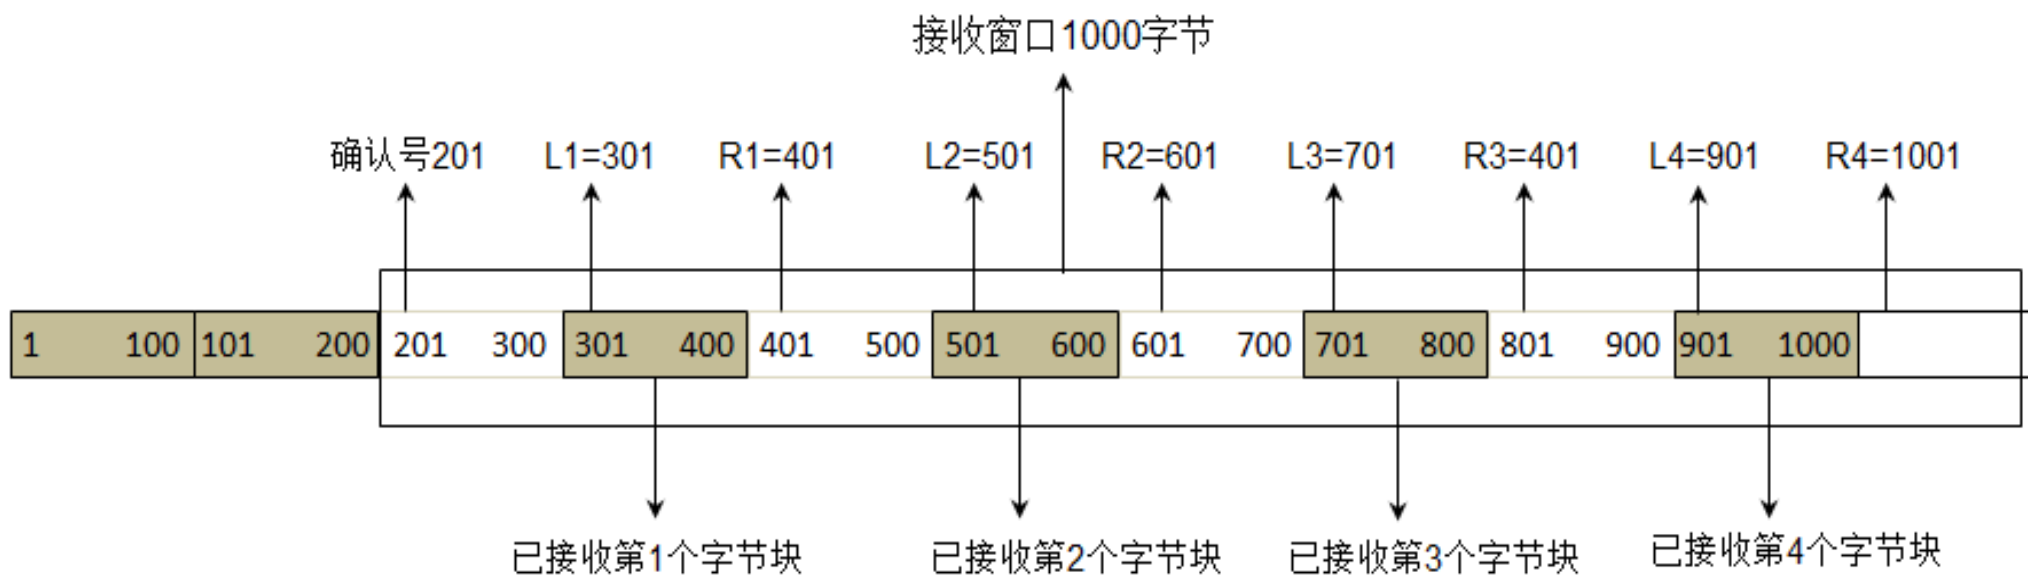 接收窗口1000字节
确认号201 L1=301 R1=401 L2=501 R2=601 L3=701 R3=401 L4=901 R4=1001
1 100 101 200 201 300 301 400 401 500 501 600 601 700 701 800 801 900 901 1000
已接收第1个字节块 已接收第2个字节块 已接收第3个字节块 已接收第4个字节块